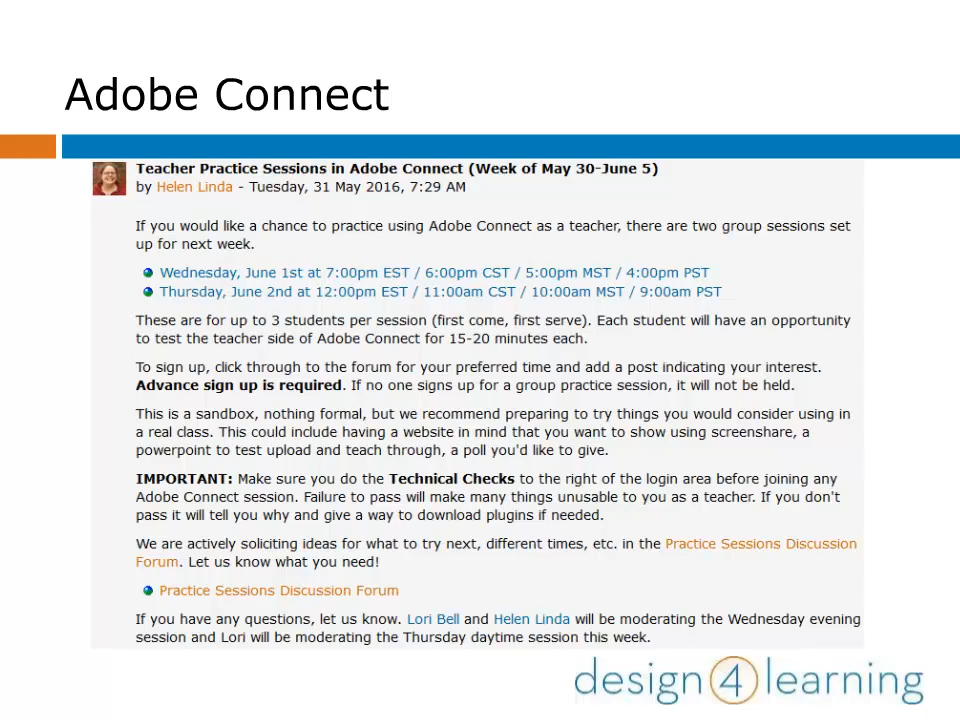 Adobe Connect
Teacher Practice Sessions in Adobe Connect (Week of May 30-June 5)
by Helen Linda - Tuesday, 31 May 2016, 7:29 AM
If you would like a chance to practice using Adobe Connect as a teacher, there are two group sessions set
up for next week.
Wednesday, June 1st at 7:00pm EST / 6:00pm CST / 5:00pm MST / 4:00pm PST
Thursday, June 2nd at 12:00pm EST / 11:00am CST / 10:00am MST / 9:00am PST
These are for up to 3 students per session (first come, first serve). Each student will have an opportunity
to test the teacher side of Adobe Connect for 15-20 minutes each.
To sign up, click through to the forum for your preferred time and add a post indicating your interest.
Advance sign up is required. If no one signs up for a group practice session, it will not be held.
This is a sandbox, nothing formal, but we recommend preparing to try things you would consider using in
a real class. This could include having a website in mind that you want to show using screenshare, a
powerpoint to test upload and teach through, a poll you'd like to give.
IMPORTANT: Make sure you do the Technical Checks to the right of the login area before joining any
Adobe Connect session. Failure to pass will make many things unusable to you as a teacher. If you don't
pass it will tell you why and give a way to download plugins if needed.
We are actively soliciting ideas for what to try next, different times, etc. in the Practice Sessions Discussion
Forum. Let us know what you need!
Practice Sessions Discussion Forum
If you have any questions, let us know. Lori Bell and Helen Linda will be moderating the Wednesday evening
session and Lori will be moderating the Thursday daytime session this week.
design 4 learning